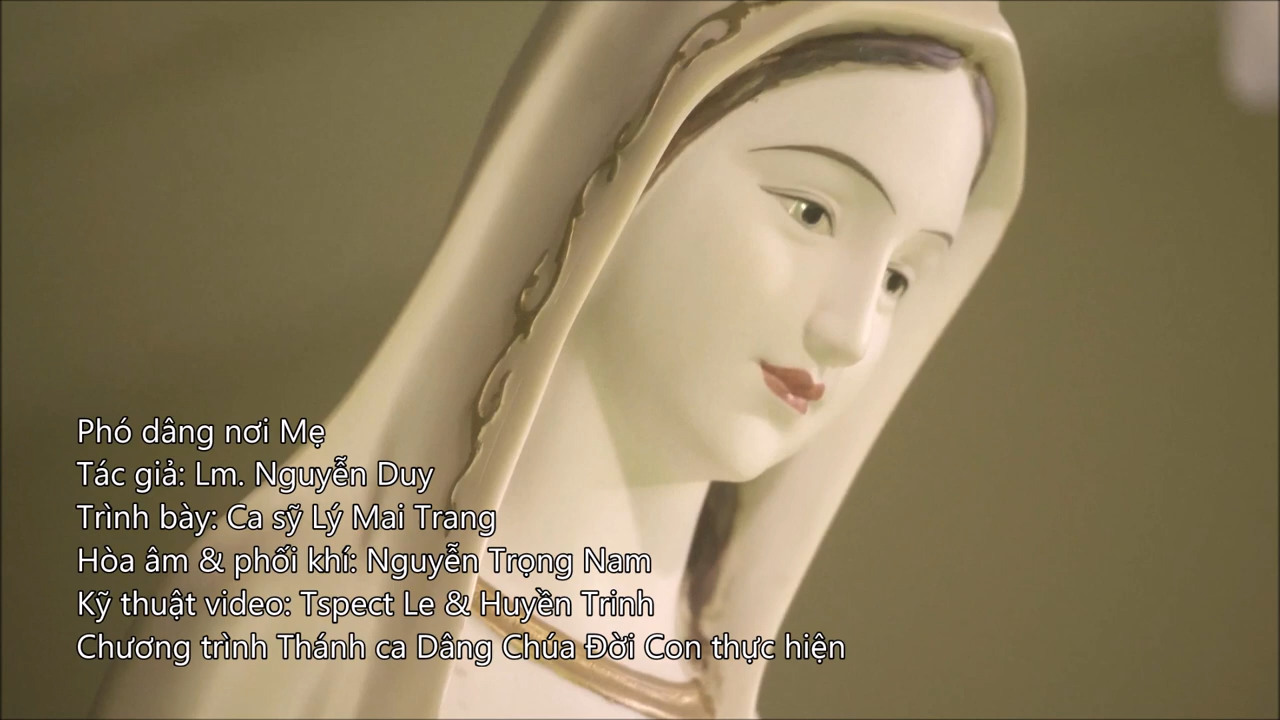 Phó dâng nơi Mẹ
Tác giả: Lm. Nguyễn Duy
Trình bày: Ca sỹ Lý Mai Trang
Hòa âm & phối khí: Nguyễn Trọng Nam
Kỹ thuật video: Tspect Le & Huyền Trinh
Chương trình Thánh ca Dâng Chúa Đời Con thực hiện